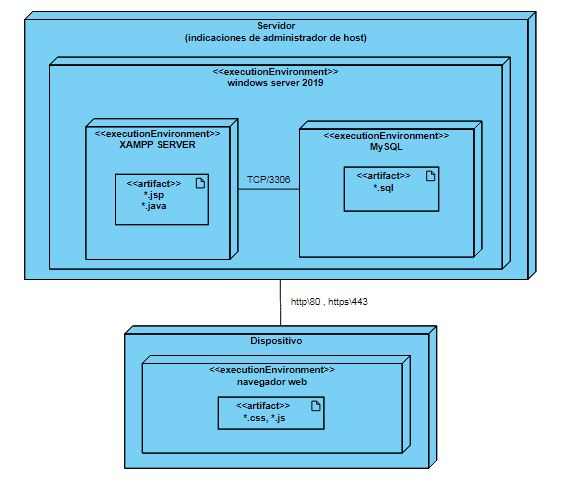 Servidor
(indicaciones de administrador de host)
<<executionEnvironment>>
windows server 2019
<<executionEnvironment>>
XAMPP SERVER
<<artifact>>
*.jsp
*.java
TCP/3306
<<executionEnvironment>>
MySQL
<<artifact>>
*.sql
http\80 , https\443
Dispositivo
<<executionEnvironment>>
navegador web
<<artifact>>
*.css, *.js